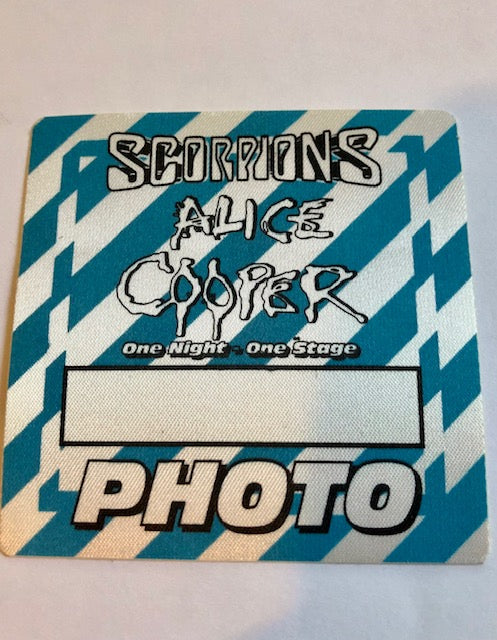 SCORPIONS
ALICE
COOPER
One Night - One Stage
PHOTO